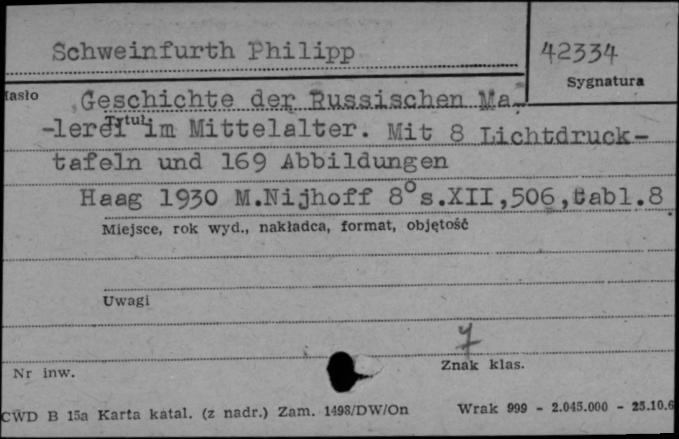 Schweinfurth Philipp
42334
Sygnatura
Hasło
Geschichte der Russischen Ma-
Tytuł
-lerei im Mittelalter. Mit 8 Lichtdruck-
tafeln und 169 Abbildungen
Haag 1930 M.Nijhoff 8° s.XII,506,tabl.8
Miejsce, rok wyd., nakładca, format, objętość
Uwagi
7
Nr inw.
Znak klas.
CWD B 15a Karta katal. (z nadr.) Zam. 1498/DW/On
Wrak 999 - 2.045.000 - 25.10.6